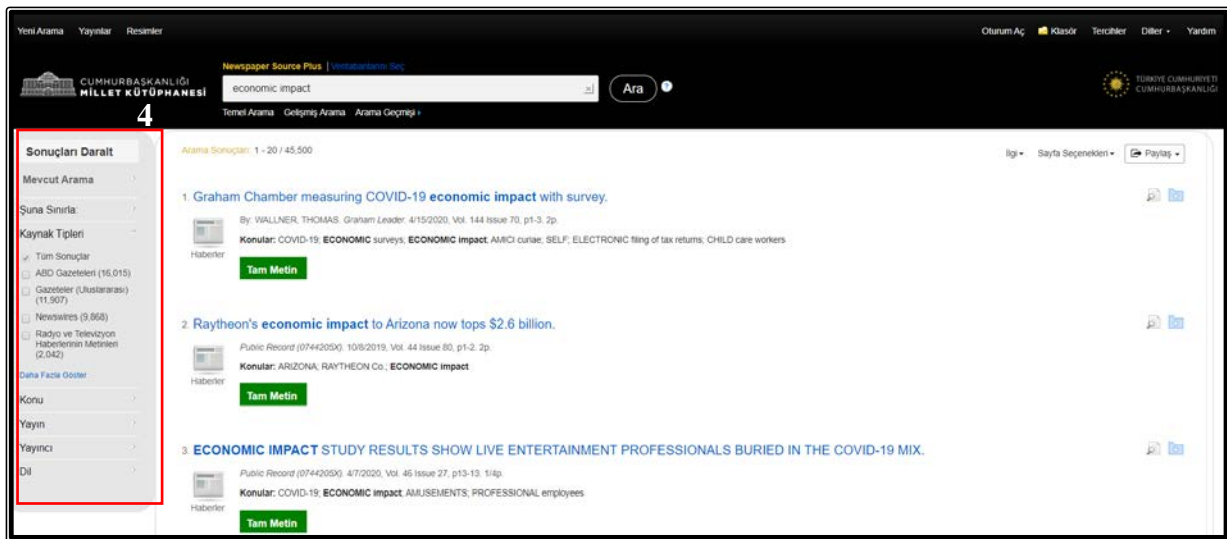 Yeni Arama Yayınlar Resimler
Oturum Aç Klasör Tercihler Diller Yardım
Newspaper Source Plus | Veritabanlarını Seç
CUMHURBAŞKANLIĞI
MİLLET KÜTÜPHANESİ
economic impact
Ara
TÜRKİYE CUMHURİYETİ
CUMHURBAŞKANLIĞI
Temel Arama Gelişmiş Arama Arama Geçmişi
4
Sonuçları Daralt
Mevcut Arama
Şuna Sınırla:
Kaynak Tipleri
Tüm Sonuçlar
ABD Gazeteleri (16,015)
Gazeteler (Uluslararası)
(11,907)
Newswires (9,868)
Radyo ve Televizyon
Haberlerinin Metinleri
(2,042)
Daha Fazla Göster
Konu
Yayın
Yayıncı
Dil
Arama Sonuçları: 1 - 20 / 45,500
İlgi Sayfa Seçenekleri Paylaş
1. Graham Chamber measuring COVID-19 economic impact with survey.
By: WALLNER, THOMAS. Graham Leader. 4/15/2020, Vol. 144 Issue 70, p1-3. 2p.
Konular: COVID-19; ECONOMIC surveys; ECONOMIC impact; AMICI curiae; SELF; ELECTRONIC filing of tax returns; CHILD care workers
Haberler
Tam Metin
2. Raytheon's economic impact to Arizona now tops $2.6 billion.
Public Record (0744205X). 10/8/2019, Vol. 44 Issue 80, p1-2. 2p.
Konular: ARIZONA; RAYTHEON Co.; ECONOMIC impact
Haberler
Tam Metin
3. ECONOMIC IMPACT STUDY RESULTS SHOW LIVE ENTERTAINMENT PROFESSIONALS BURIED IN THE COVID-19 MIX.
Public Record (0744205X). 4/7/2020, Vol. 46 Issue 27, p13-13. 1/4p.
Konular: COVID-19; ECONOMIC impact; AMUSEMENTS; PROFESSIONAL employees
Haberler
Tam Metin